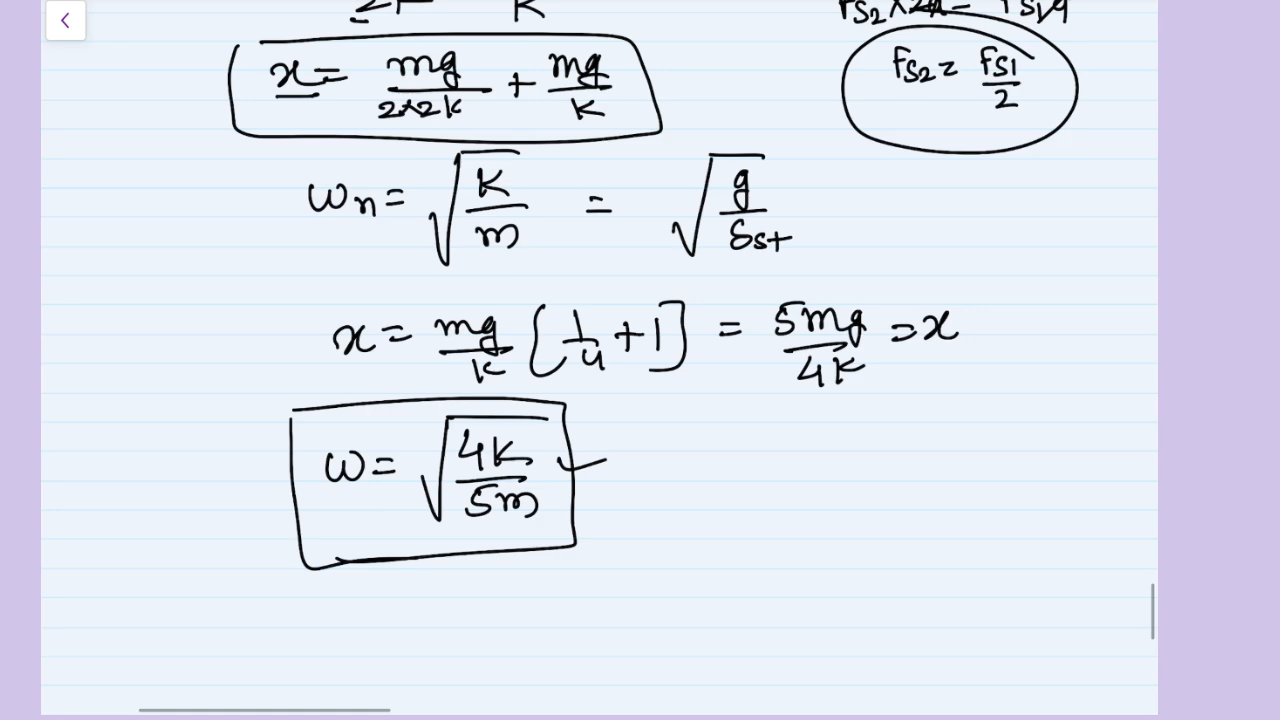 x = mg/(2×2k) + mg/k
Fs2 = Fs1/2
ωn = √(K/m) = √(g/δst)
x = mg/k [1/4 + 1] = 5mg/4K = x
ω = √(4K/5m) ✓